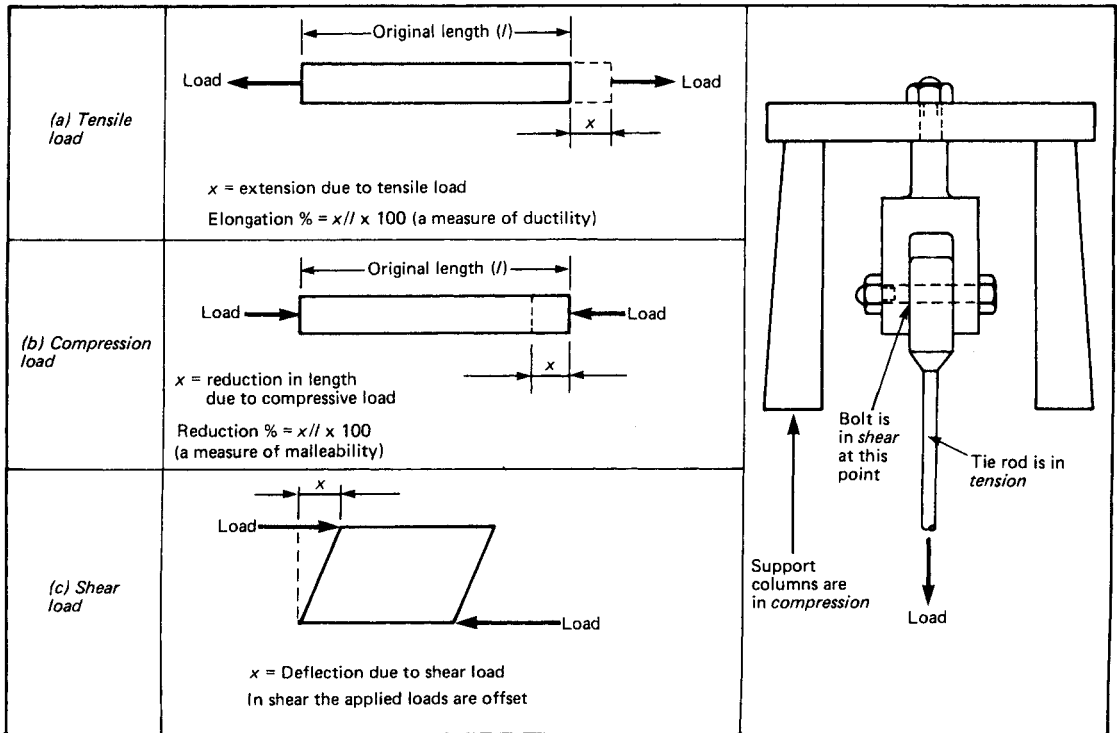 (a) Tensile
load
Original length (l)
Load
Load
x
x = extension due to tensile load
Elongation % = x/l x 100 (a measure of ductility)
(b) Compression
load
Original length (l)
Load
Load
x
x = reduction in length
due to compressive load
Reduction % = x/l x 100
(a measure of malleability)
(c) Shear
load
x
Load
Load
x = Deflection due to shear load
In shear the applied loads are offset
Bolt is
in shear
at this
point
Tie rod is in
tension
Support
columns are
in compression
Load